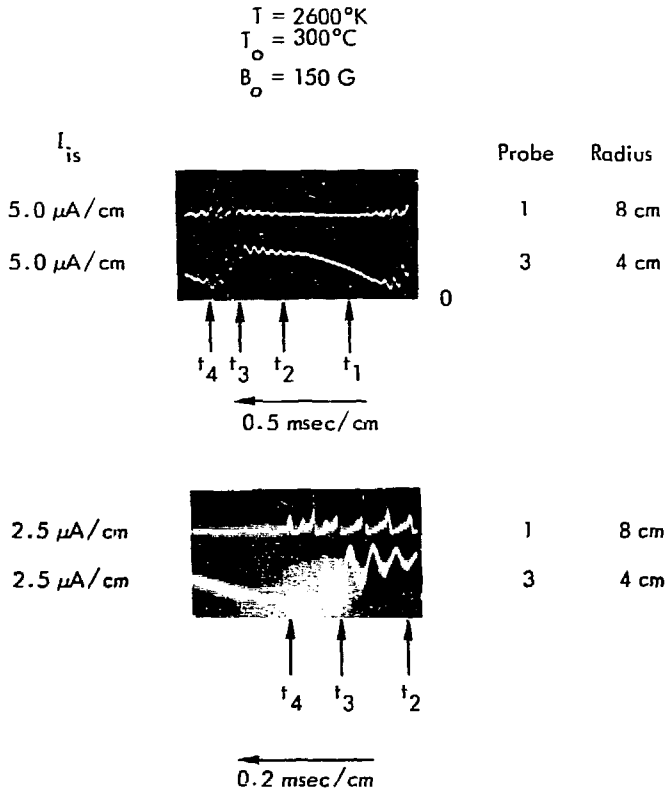 T = 2600°K
T_o = 300°C
B_o = 150 G
I_is Probe Radius
5.0 μA/cm 1 8 cm
5.0 μA/cm 3 4 cm
0
t_4 t_3 t_2 t_1
0.5 msec/cm
2.5 μA/cm 1 8 cm
2.5 μA/cm 3 4 cm
t_4 t_3 t_2
0.2 msec/cm